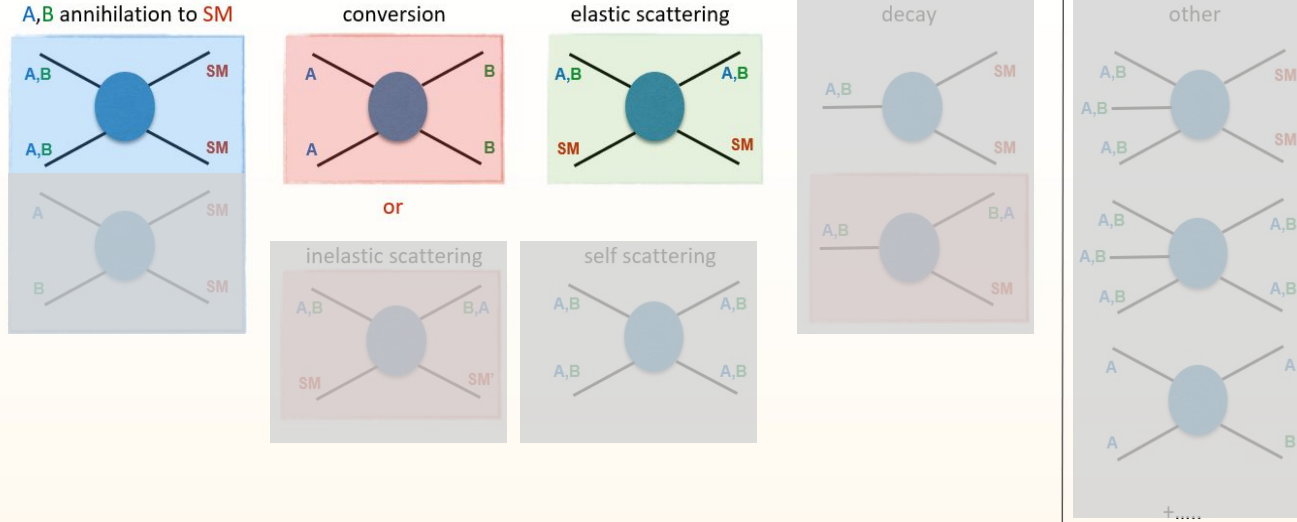 A,B annihilation to SM
A,B SM
A,B SM
A SM
B SM
conversion
A B
A B
or
inelastic scattering
A,B B,A
SM SM'
elastic scattering
A,B A,B
SM SM
self scattering
A,B A,B
A,B A,B
decay
A,B SM
SM
A,B B,A
SM
other
A,B SM
A,B
A,B SM
A,B A,B
A,B
A,B A,B
A A
A B
+.....